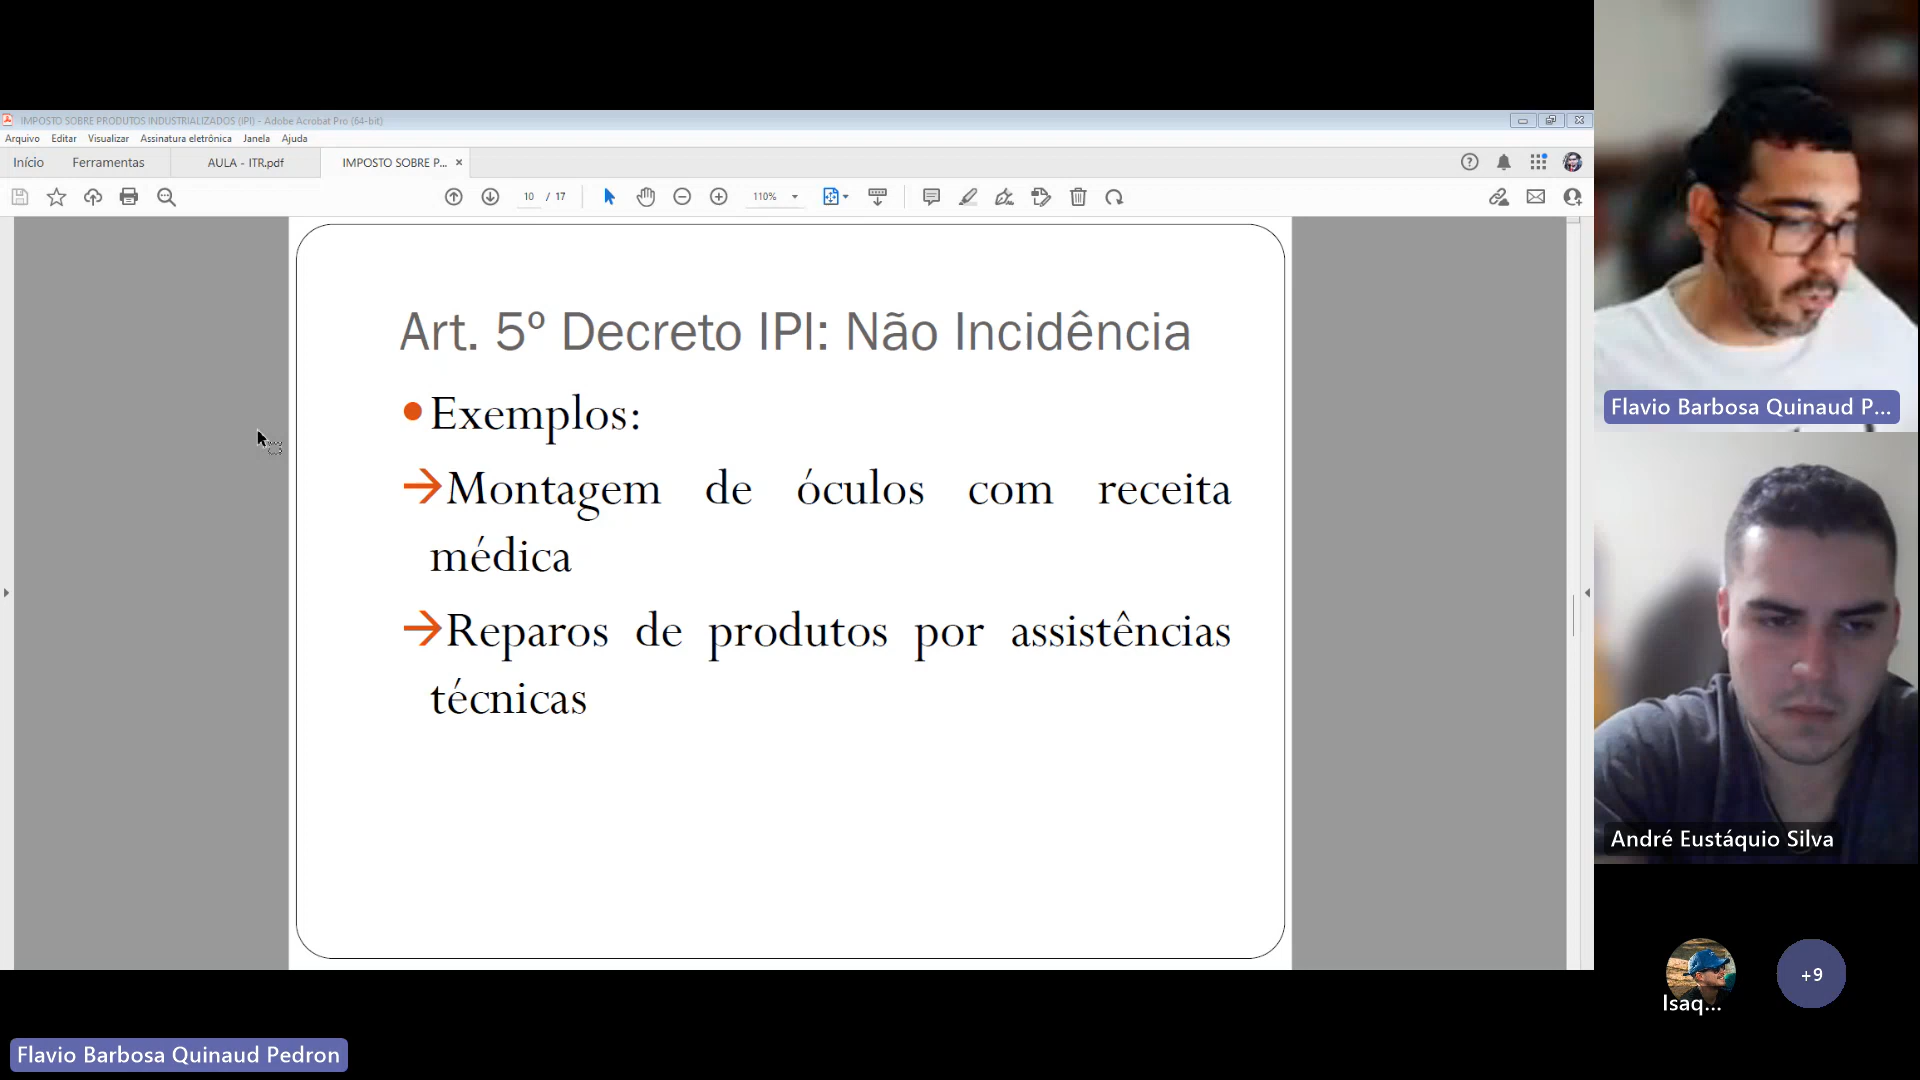 IMPOSTO SOBRE PRODUTOS INDUSTRIALIZADOS (IPI) - Adobe Acrobat Pro (64-bit)
Arquivo Editar Visualizar Assinatura eletrônica Janela Ajuda
Início Ferramentas AULA - ITR.pdf IMPOSTO SOBRE P... ×
10 / 17 110%
Art. 5º Decreto IPI: Não Incidência
•Exemplos:
→Montagem de óculos com receita
médica
→Reparos de produtos por assistências
técnicas
Flavio Barbosa Quinaud P...
André Eustáquio Silva
Isaq...
+9
Flavio Barbosa Quinaud Pedron